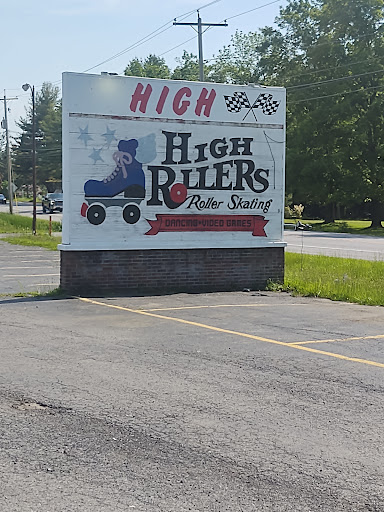 HIGH
HIGH
ROLLERS
Roller Skating
DANCING • VIDEO GAMES